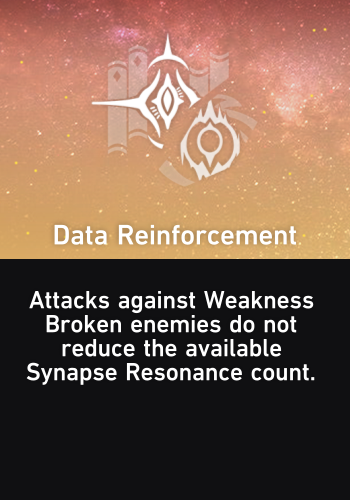 Data Reinforcement
Attacks against Weakness
Broken enemies do not
reduce the available
Synapse Resonance count.